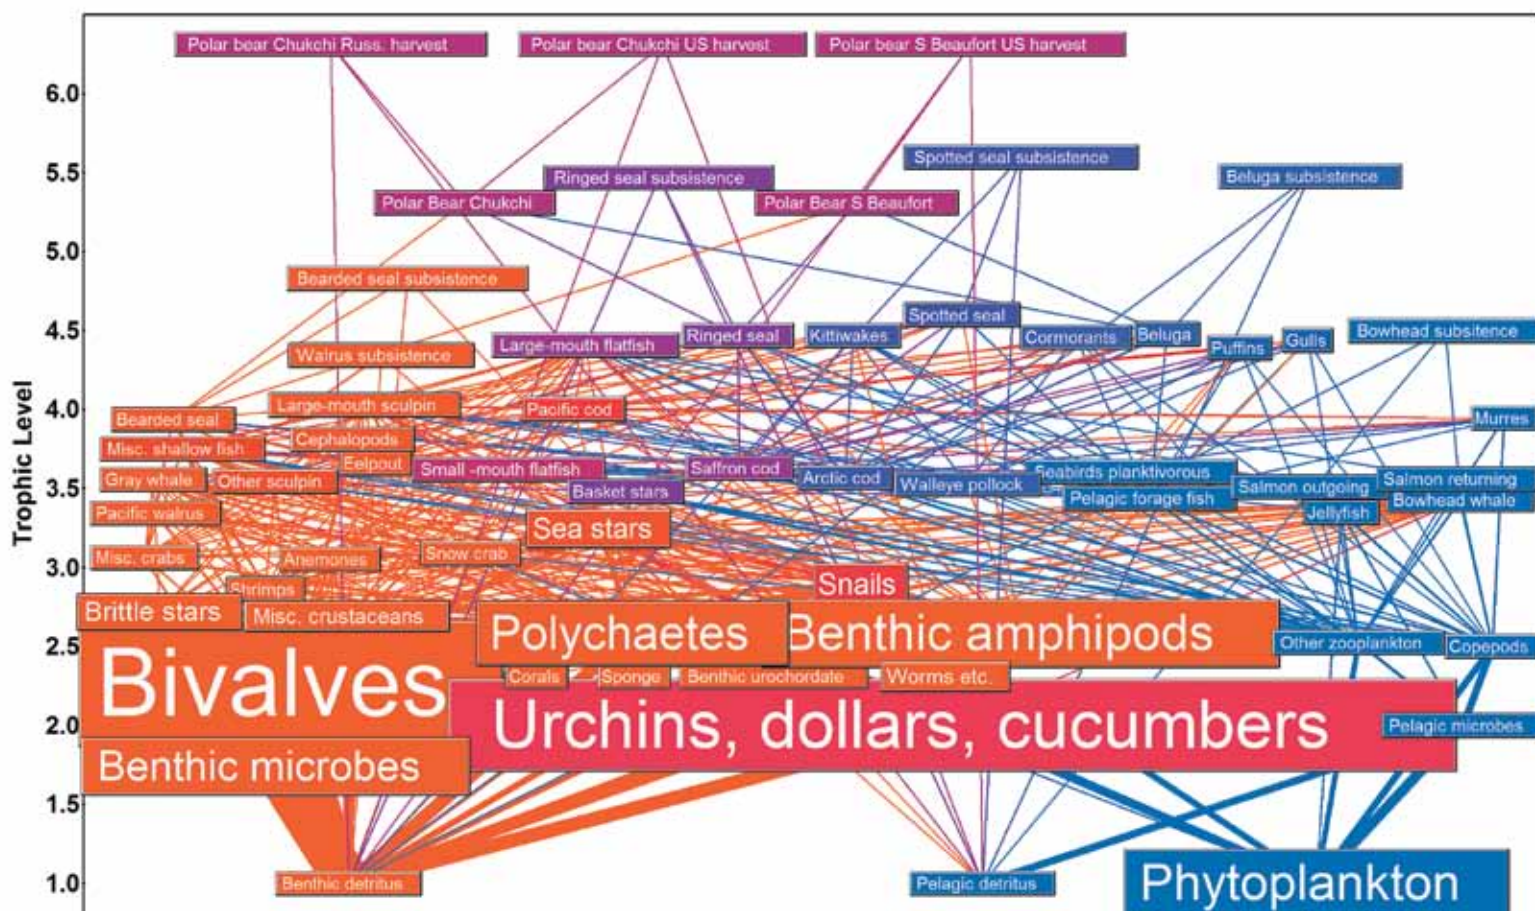 Polar bear Chukchi Russ. harvest
Polar bear Chukchi US harvest
Polar bear S Beaufort US harvest
6.0
Spotted seal subsistence
5.5
Ringed seal subsistence
Beluga subsistence
Polar Bear Chukchi
Polar Bear S Beaufort
5.0
Bearded seal subsistence
Spotted seal
4.5
Large-mouth flatfish
Ringed seal
Kittiwakes
Cormorants
Beluga
Puffins
Gulls
Bowhead subsitence
Walrus subsistence
Trophic Level
4.0
Bearded seal
Large-mouth sculpin
Pacific cod
Murres
Misc. shallow fish
Cephalopods
Eelpout
Small -mouth flatfish
Saffron cod
Arctic cod
Walleye pollock
Seabirds planktivorous
Salmon outgoing
Salmon returning
3.5
Gray whale
Other sculpin
Basket stars
Pelagic forage fish
Bowhead whale
Pacific walrus
Sea stars
Jellyfish
Misc. crabs
Anemones
Snow crab
3.0
Shrimps
Snails
Brittle stars
Misc. crustaceans
Polychaetes
Benthic amphipods
Other zooplankton
Copepods
2.5
Bivalves
Corals
Sponge
Benthic urochordate
Worms etc.
2.0
Urchins, dollars, cucumbers
Pelagic microbes
Benthic microbes
1.5
1.0
Benthic detritus
Pelagic detritus
Phytoplankton